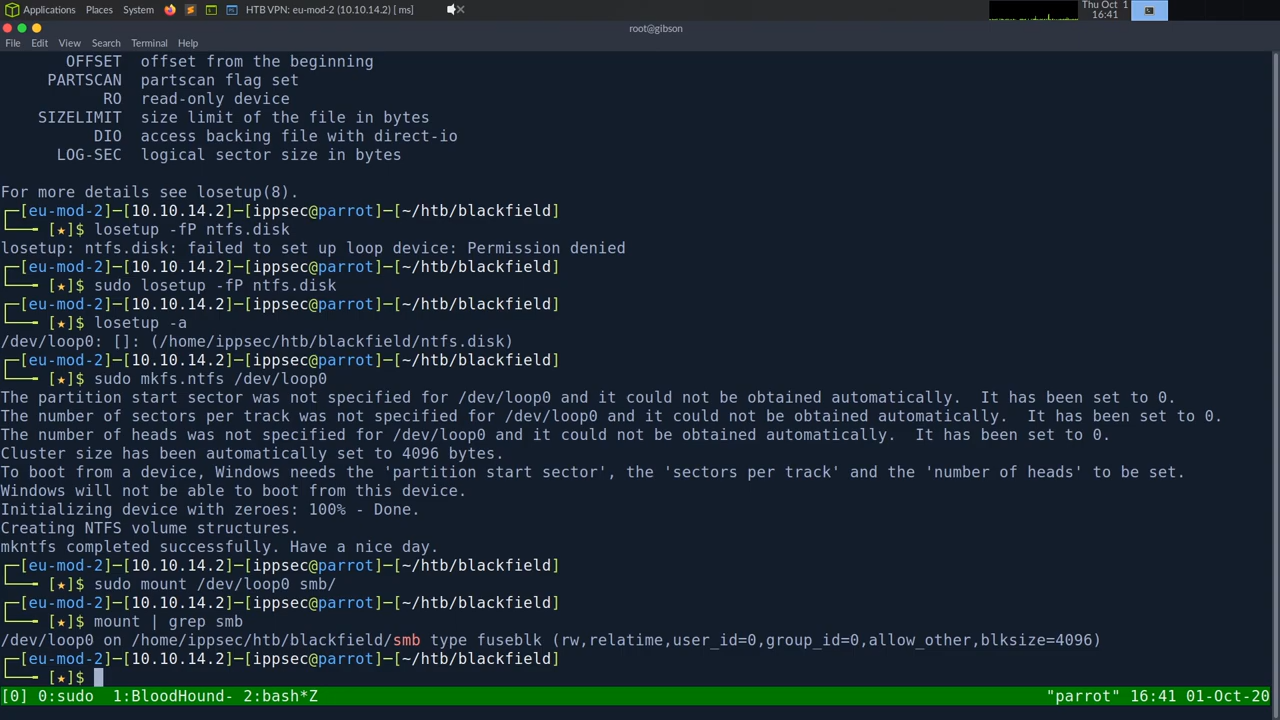 Applications Places System HTB VPN: eu-mod-2 (10.10.14.2) [ ms] Thu Oct 1
16:41
root@gibson
File Edit View Search Terminal Help
OFFSET offset from the beginning
PARTSCAN partscan flag set
RO read-only device
SIZELIMIT size limit of the file in bytes
DIO access backing file with direct-io
LOG-SEC logical sector size in bytes
For more details see losetup(8).
┌─[eu-mod-2]─[10.10.14.2]─[ippsec@parrot]─[~/htb/blackfield]
└──╼ [★]$ losetup -fP ntfs.disk
losetup: ntfs.disk: failed to set up loop device: Permission denied
┌─[eu-mod-2]─[10.10.14.2]─[ippsec@parrot]─[~/htb/blackfield]
└──╼ [★]$ sudo losetup -fP ntfs.disk
┌─[eu-mod-2]─[10.10.14.2]─[ippsec@parrot]─[~/htb/blackfield]
└──╼ [★]$ losetup -a
/dev/loop0: []: (/home/ippsec/htb/blackfield/ntfs.disk)
┌─[eu-mod-2]─[10.10.14.2]─[ippsec@parrot]─[~/htb/blackfield]
└──╼ [★]$ sudo mkfs.ntfs /dev/loop0
The partition start sector was not specified for /dev/loop0 and it could not be obtained automatically.  It has been set to 0.
The number of sectors per track was not specified for /dev/loop0 and it could not be obtained automatically.  It has been set to 0.
The number of heads was not specified for /dev/loop0 and it could not be obtained automatically.  It has been set to 0.
Cluster size has been automatically set to 4096 bytes.
To boot from a device, Windows needs the 'partition start sector', the 'sectors per track' and the 'number of heads' to be set.
Windows will not be able to boot from this device.
Initializing device with zeroes: 100% - Done.
Creating NTFS volume structures.
mkntfs completed successfully. Have a nice day.
┌─[eu-mod-2]─[10.10.14.2]─[ippsec@parrot]─[~/htb/blackfield]
└──╼ [★]$ sudo mount /dev/loop0 smb/
┌─[eu-mod-2]─[10.10.14.2]─[ippsec@parrot]─[~/htb/blackfield]
└──╼ [★]$ mount | grep smb
/dev/loop0 on /home/ippsec/htb/blackfield/smb type fuseblk (rw,relatime,user_id=0,group_id=0,allow_other,blksize=4096)
┌─[eu-mod-2]─[10.10.14.2]─[ippsec@parrot]─[~/htb/blackfield]
└──╼ [★]$
[0] 0:sudo  1:BloodHound- 2:bash*Z "parrot" 16:41 01-Oct-20